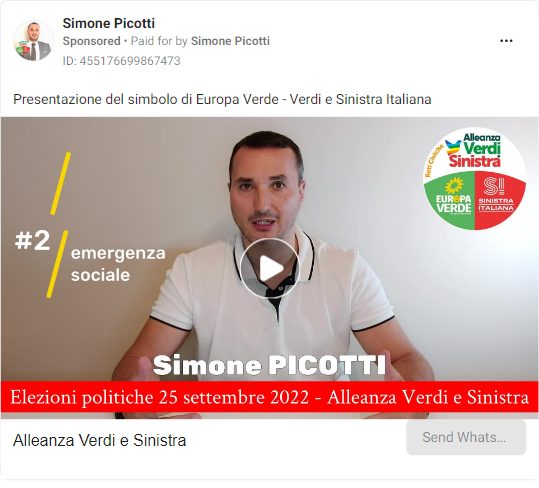 Simone Picotti
Sponsored • Paid for by Simone Picotti
ID: 455176699867473
Presentazione del simbolo di Europa Verde - Verdi e Sinistra Italiana
Reti Civiche
Alleanza
Verdi
Sinistra
EUROPA
VERDE
S!
SINISTRA
ITALIANA
#2
emergenza
sociale
Simone PICOTTI
Elezioni politiche 25 settembre 2022 - Alleanza Verdi e Sinistra
Alleanza Verdi e Sinistra
Send Whats...